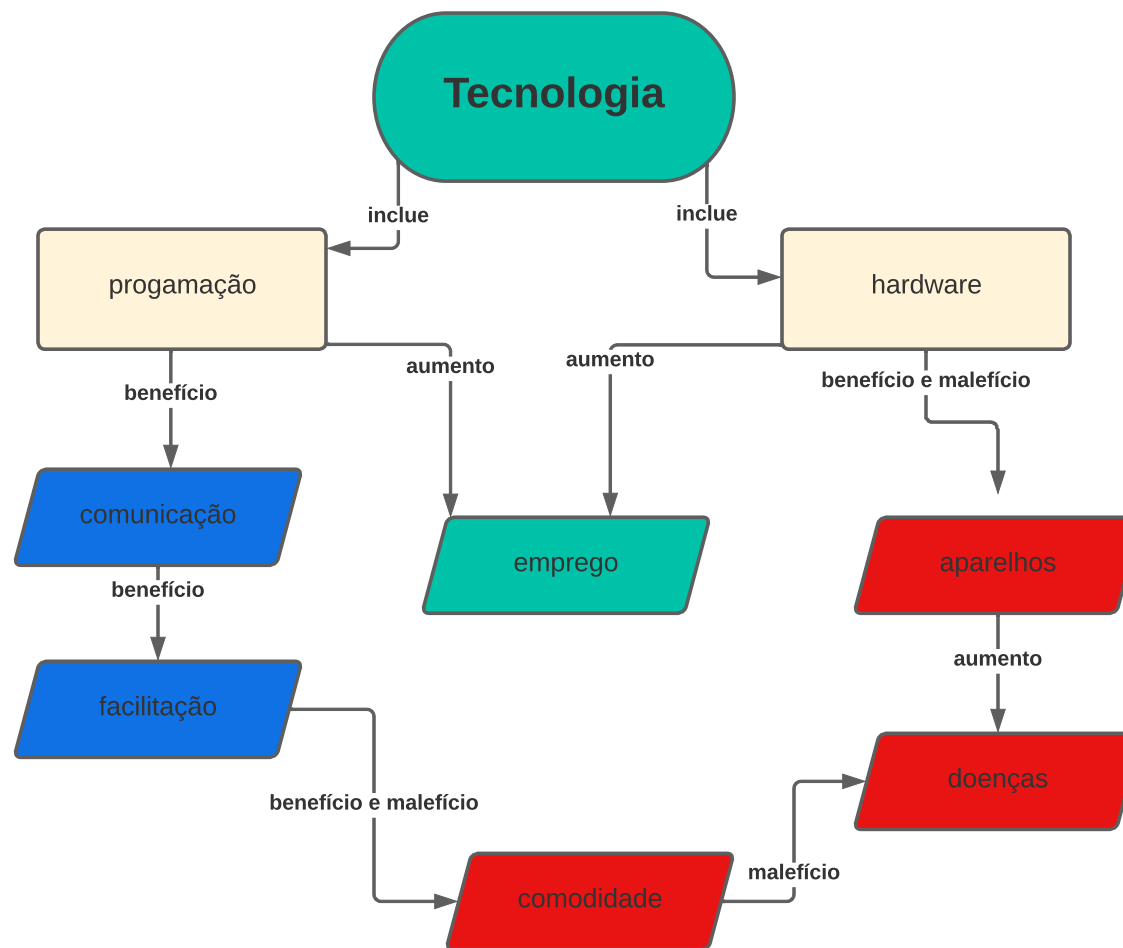 Tecnologia
inclue
inclue
progamação
hardware
aumento
aumento
benefício
benefício e malefício
comunicação
emprego
aparelhos
benefício
aumento
facilitação
doenças
benefício e malefício
malefício
comodidade